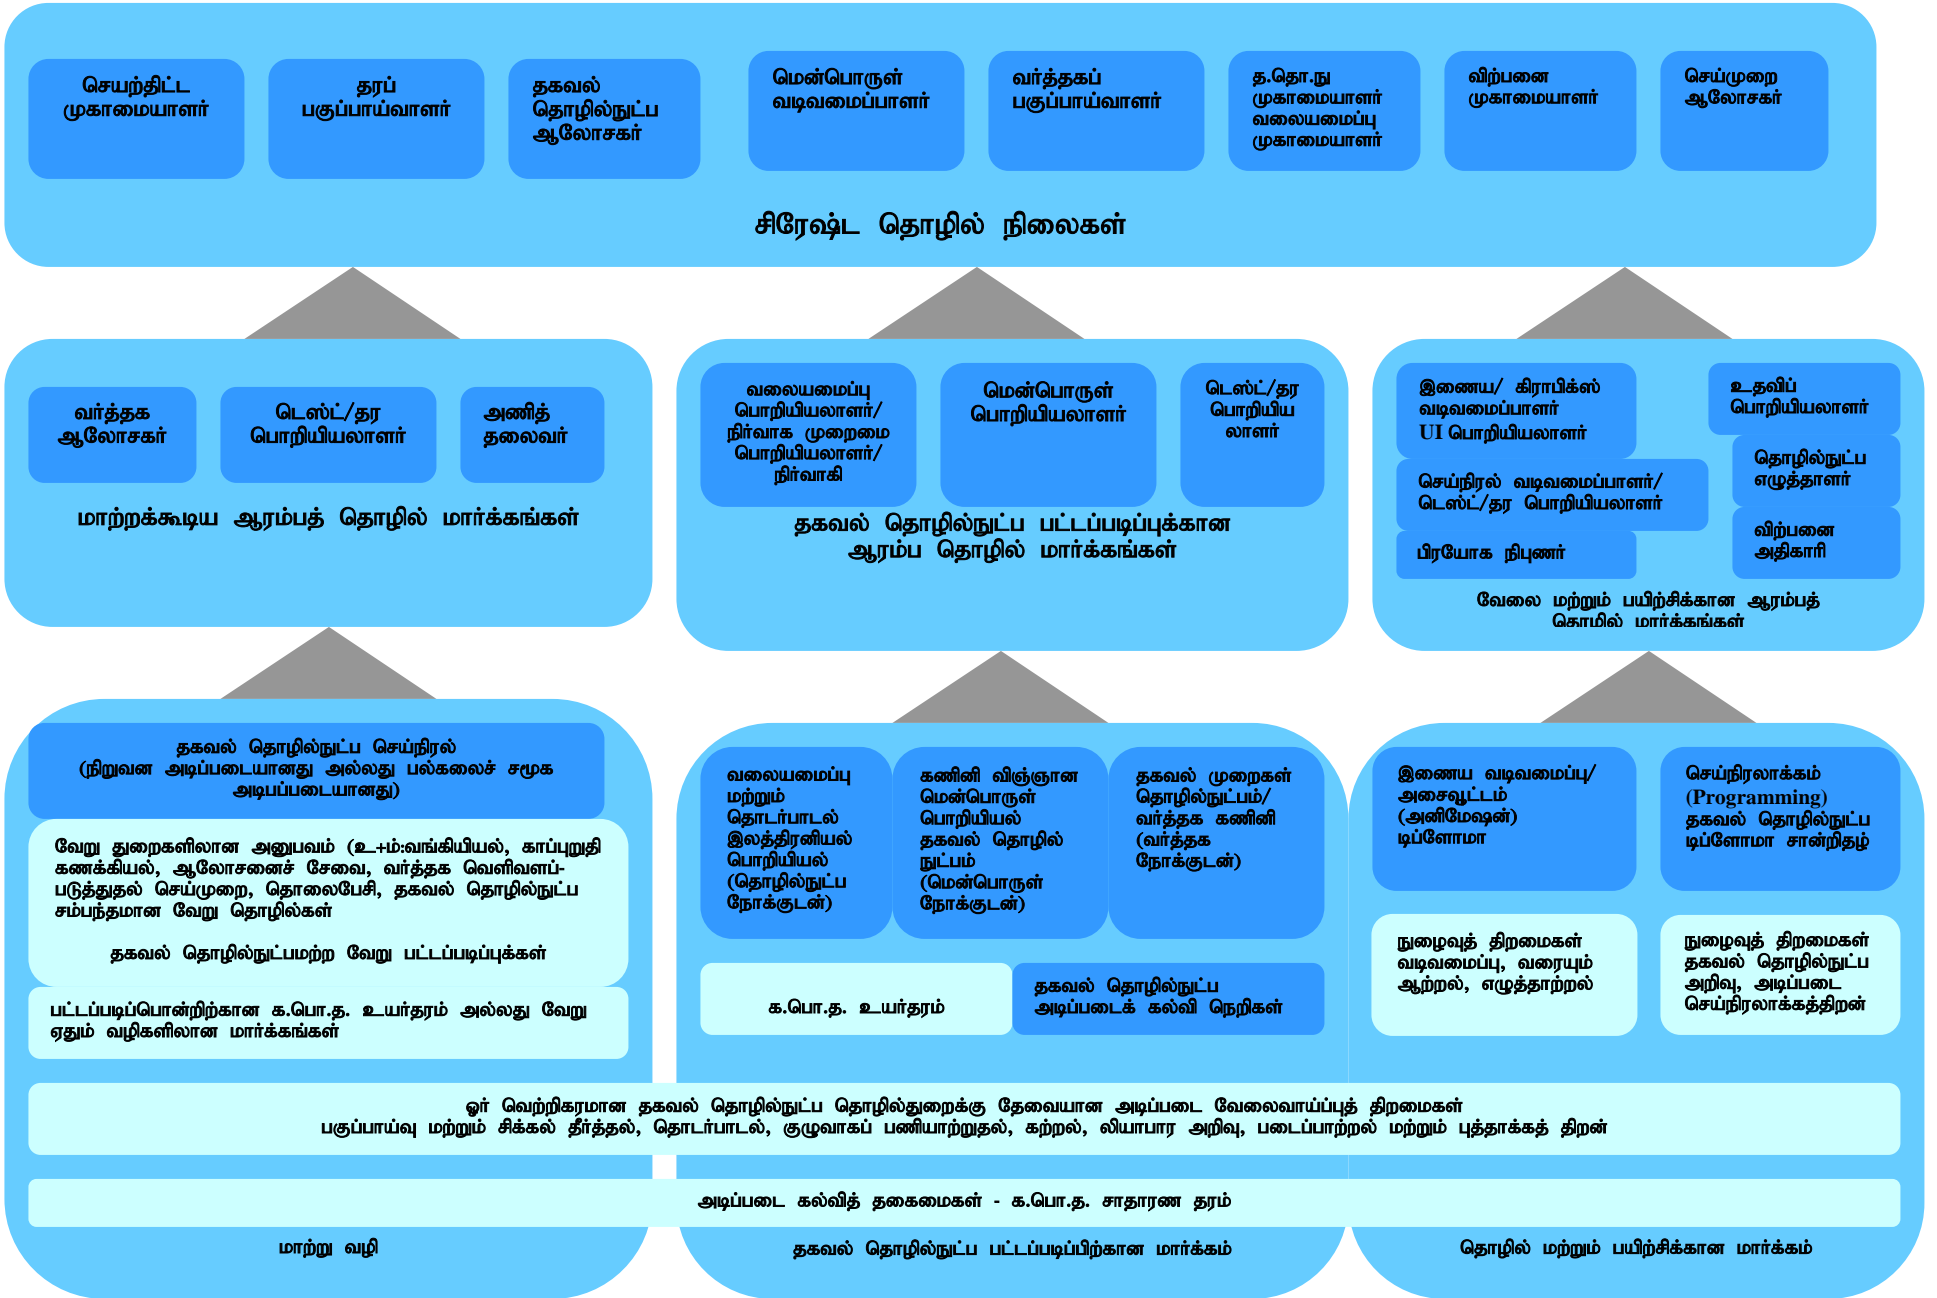 செயற்திட்ட
முகாமையாளர்
தரப்
பகுப்பாய்வாளர்
தகவல்
தொழில்நுட்ப
ஆலோசகர்
மென்பொருள்
வடிவமைப்பாளர்
வர்த்தகப்
பகுப்பாய்வாளர்
த.தொ.நு
முகாமையாளர்
வலையமைப்பு
முகாமையாளர்
விற்பனை
முகாமையாளர்
செய்முறை
ஆலோசகர்
சிரேஷ்ட தொழில் நிலைகள்
வர்த்தக
ஆலோசகர்
டெஸ்ட்/தர
பொறியியலாளர்
அணித்
தலைவர்
மாற்றக்கூடிய ஆரம்பத் தொழில் மார்க்கங்கள்
வலையமைப்பு
பொறியியலாளர்/
நிர்வாக முறைமை
பொறியியலாளர்/
நிர்வாகி
மென்பொருள்
பொறியியலாளர்
டெஸ்ட்/தர
பொறியிய
லாளர்
தகவல் தொழில்நுட்ப பட்டப்படிப்புக்கான
ஆரம்ப தொழில் மார்க்கங்கள்
இணைய/ கிராபிக்ஸ்
வடிவமைப்பாளர்
UI பொறியியலாளர்
செய்நிரல் வடிவமைப்பாளர்/
டெஸ்ட்/தர பொறியியலாளர்
பிரயோக நிபுணர்
உதவிப்
பொறியியலாளர்
தொழில்நுட்ப
எழுத்தாளர்
விற்பனை
அதிகாரி
வேலை மற்றும் பயிற்சிக்கான ஆரம்பத்
தொழில் மார்க்கங்கள்
தகவல் தொழில்நுட்ப செய்நிரல்
(நிறுவன அடிப்படையானது அல்லது பல்கலைச் சமூக
அடிபப்படையானது)
வேறு துறைகளிலான அனுபவம் (உ+ம்:வங்கியியல், காப்புறுதி
கணக்கியல், ஆலோசனைச் சேவை, வர்த்தக வெளிவளப்-
படுத்துதல் செய்முறை, தொலைபேசி, தகவல் தொழில்நுட்ப
சம்பந்தமான வேறு தொழில்கள்
தகவல் தொழில்நுட்பமற்ற வேறு பட்டப்படிப்புக்கள்
பட்டப்படிப்பொன்றிற்கான க.பொ.த. உயர்தரம் அல்லது வேறு
ஏதும் வழிகளிலான மார்க்கங்கள்
வலையமைப்பு
மற்றும்
தொடர்பாடல்
இலத்திரனியல்
பொறியியல்
(தொழில்நுட்ப
நோக்குடன்)
கணினி விஞ்ஞான
மென்பொருள்
பொறியியல்
தகவல் தொழில்
நுட்பம்
(மென்பொருள்
நோக்குடன்)
தகவல் முறைகள்
தொழில்நுட்பம்/
வர்த்தக கணினி
(வர்த்தக
நோக்குடன்)
க.பொ.த. உயர்தரம்
தகவல் தொழில்நுட்ப
அடிப்படைக் கல்வி நெறிகள்
இணைய வடிவமைப்பு/
அசைவூட்டம்
(அனிமேஷன்)
டிப்ளோமா
செய்நிரலாக்கம்
(Programming)
தகவல் தொழில்நுட்ப
டிப்ளோமா சான்றிதழ்
நுழைவுத் திறமைகள்
வடிவமைப்பு, வரையும்
ஆற்றல், எழுத்தாற்றல்
நுழைவுத் திறமைகள்
தகவல் தொழில்நுட்ப
அறிவு, அடிப்படை
செய்நிரலாக்கத்திறன்
ஓர் வெற்றிகரமான தகவல் தொழில்நுட்ப தொழில்துறைக்கு தேவையான அடிப்படை வேலைவாய்ப்புத் திறமைகள்
பகுப்பாய்வு மற்றும் சிக்கல் தீர்த்தல், தொடர்பாடல், குழுவாகப் பணியாற்றுதல், கற்றல், லியாபார அறிவு, படைப்பாற்றல் மற்றும் புத்தாக்கத் திறன்
அடிப்படை கல்வித் தகைமைகள் - க.பொ.த. சாதாரண தரம்
மாற்று வழி
தகவல் தொழில்நுட்ப பட்டப்படிப்பிற்கான மார்க்கம்
தொழில் மற்றும் பயிற்சிக்கான மார்க்கம்